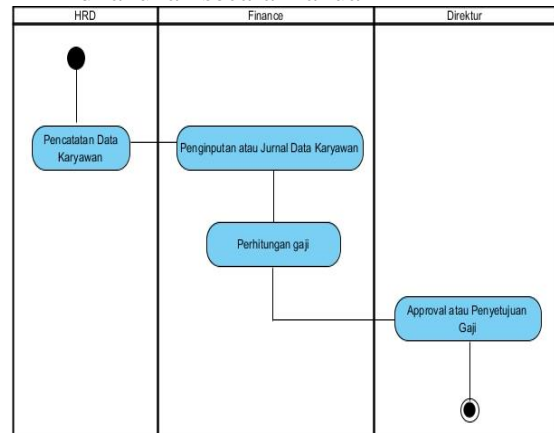 HRD
Finance
Direktur
Pencatatan Data
Karyawan
Penginputan atau Jurnal Data Karyawan
Perhitungan gaji
Approval atau Penyetujuan
Gaji